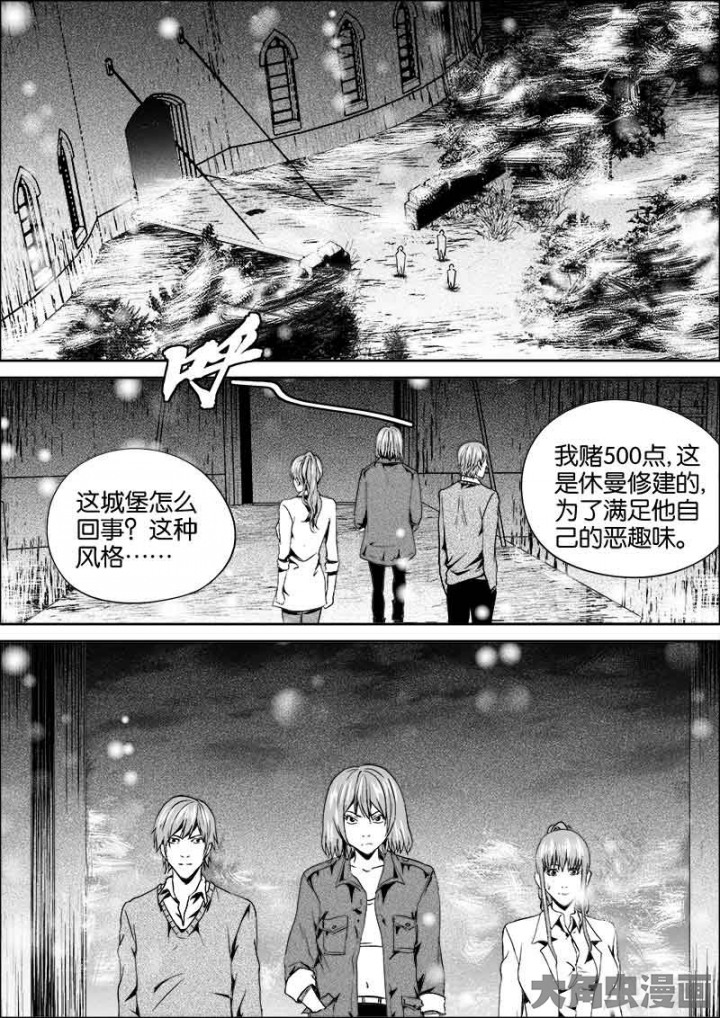 呼
这城堡怎么
回事？这种
风格……
我赌500点,这
是休曼修建的,
为了满足他自
己的恶趣味。
大角虫漫画